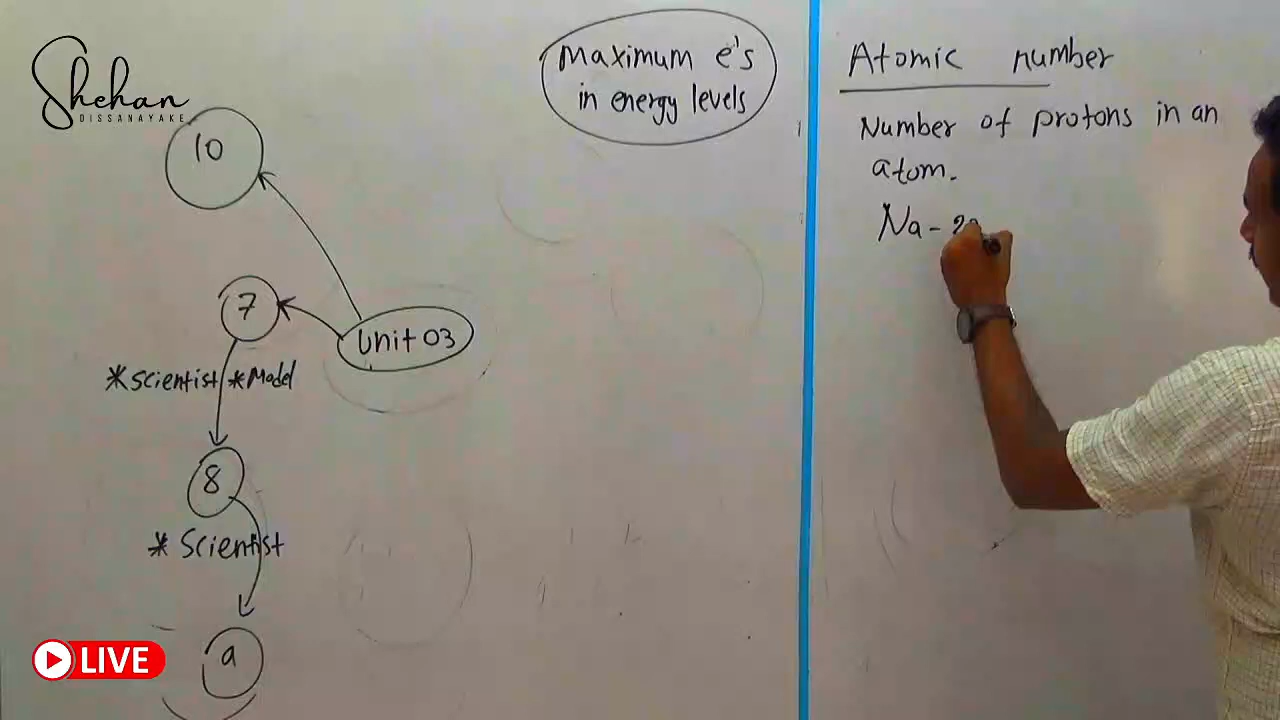 Shehan
DISSANAYAKE
10
7
Unit 03
*Scientist *Model
8
* Scientist
a
LIVE
Maximum e's
in energy levels
Atomic number
Number of protons in an
atom.
Na -